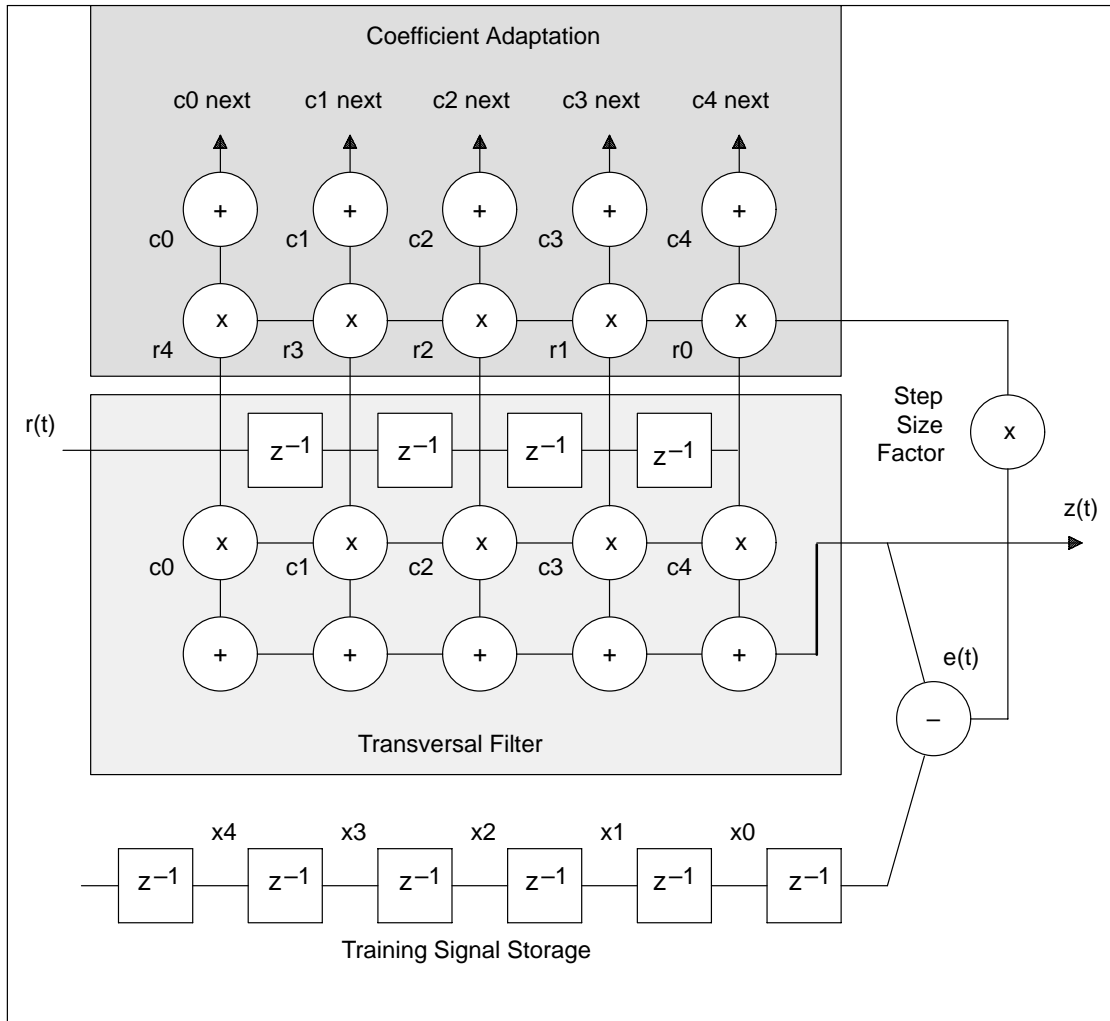 Coefficient Adaptation
c0 next c1 next c2 next c3 next c4 next
+ + + + +
c0 c1 c2 c3 c4
x x x x x
r4 r3 r2 r1 r0
Step
Size
Factor
x
r(t)
z⁻¹ z⁻¹ z⁻¹ z⁻¹
z(t)
x x x x x
c0 c1 c2 c3 c4
+ + + + +
e(t)
–
Transversal Filter
x4 x3 x2 x1 x0
z⁻¹ z⁻¹ z⁻¹ z⁻¹ z⁻¹ z⁻¹
Training Signal Storage